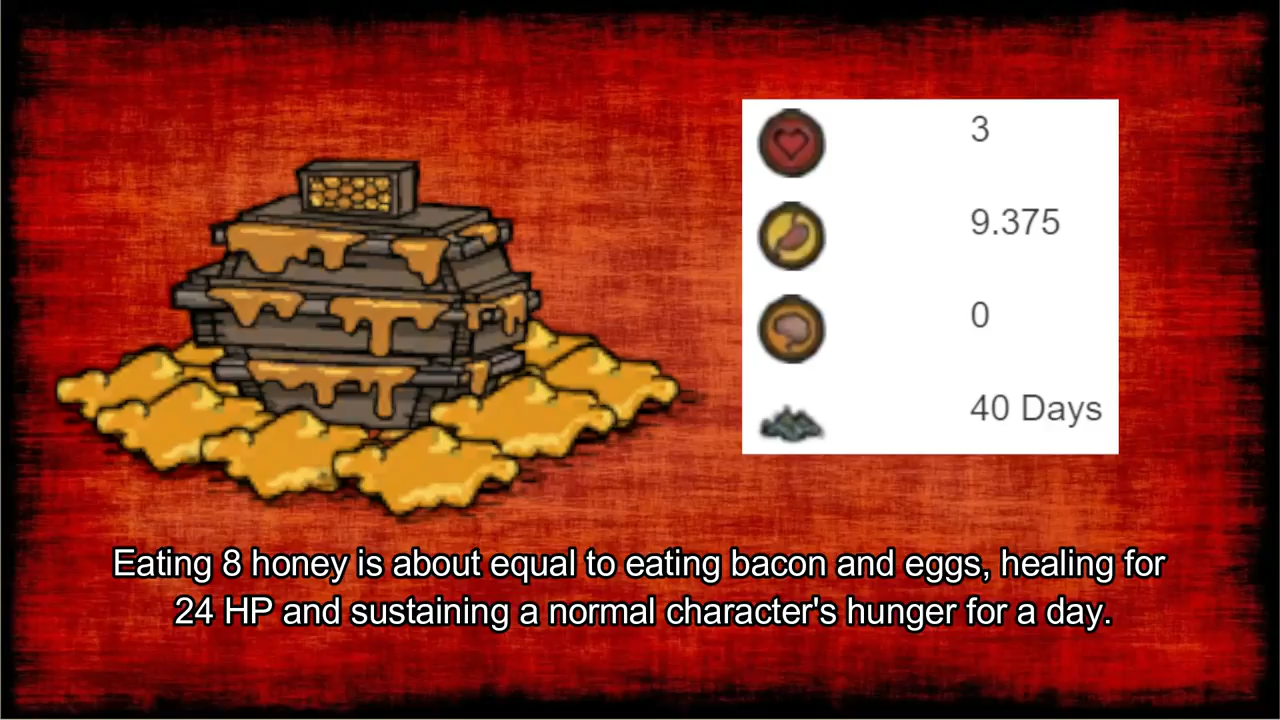 3
9.375
0
40 Days
Eating 8 honey is about equal to eating bacon and eggs, healing for
24 HP and sustaining a normal character's hunger for a day.